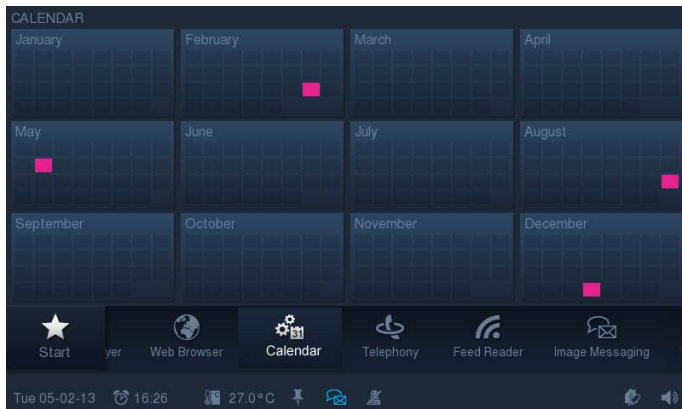 CALENDAR
January February March April
May June July August
September October November December
31
Start yer Web Browser Calendar Telephony Feed Reader Image Messaging
Tue 05-02-13 16:26 27.0°C